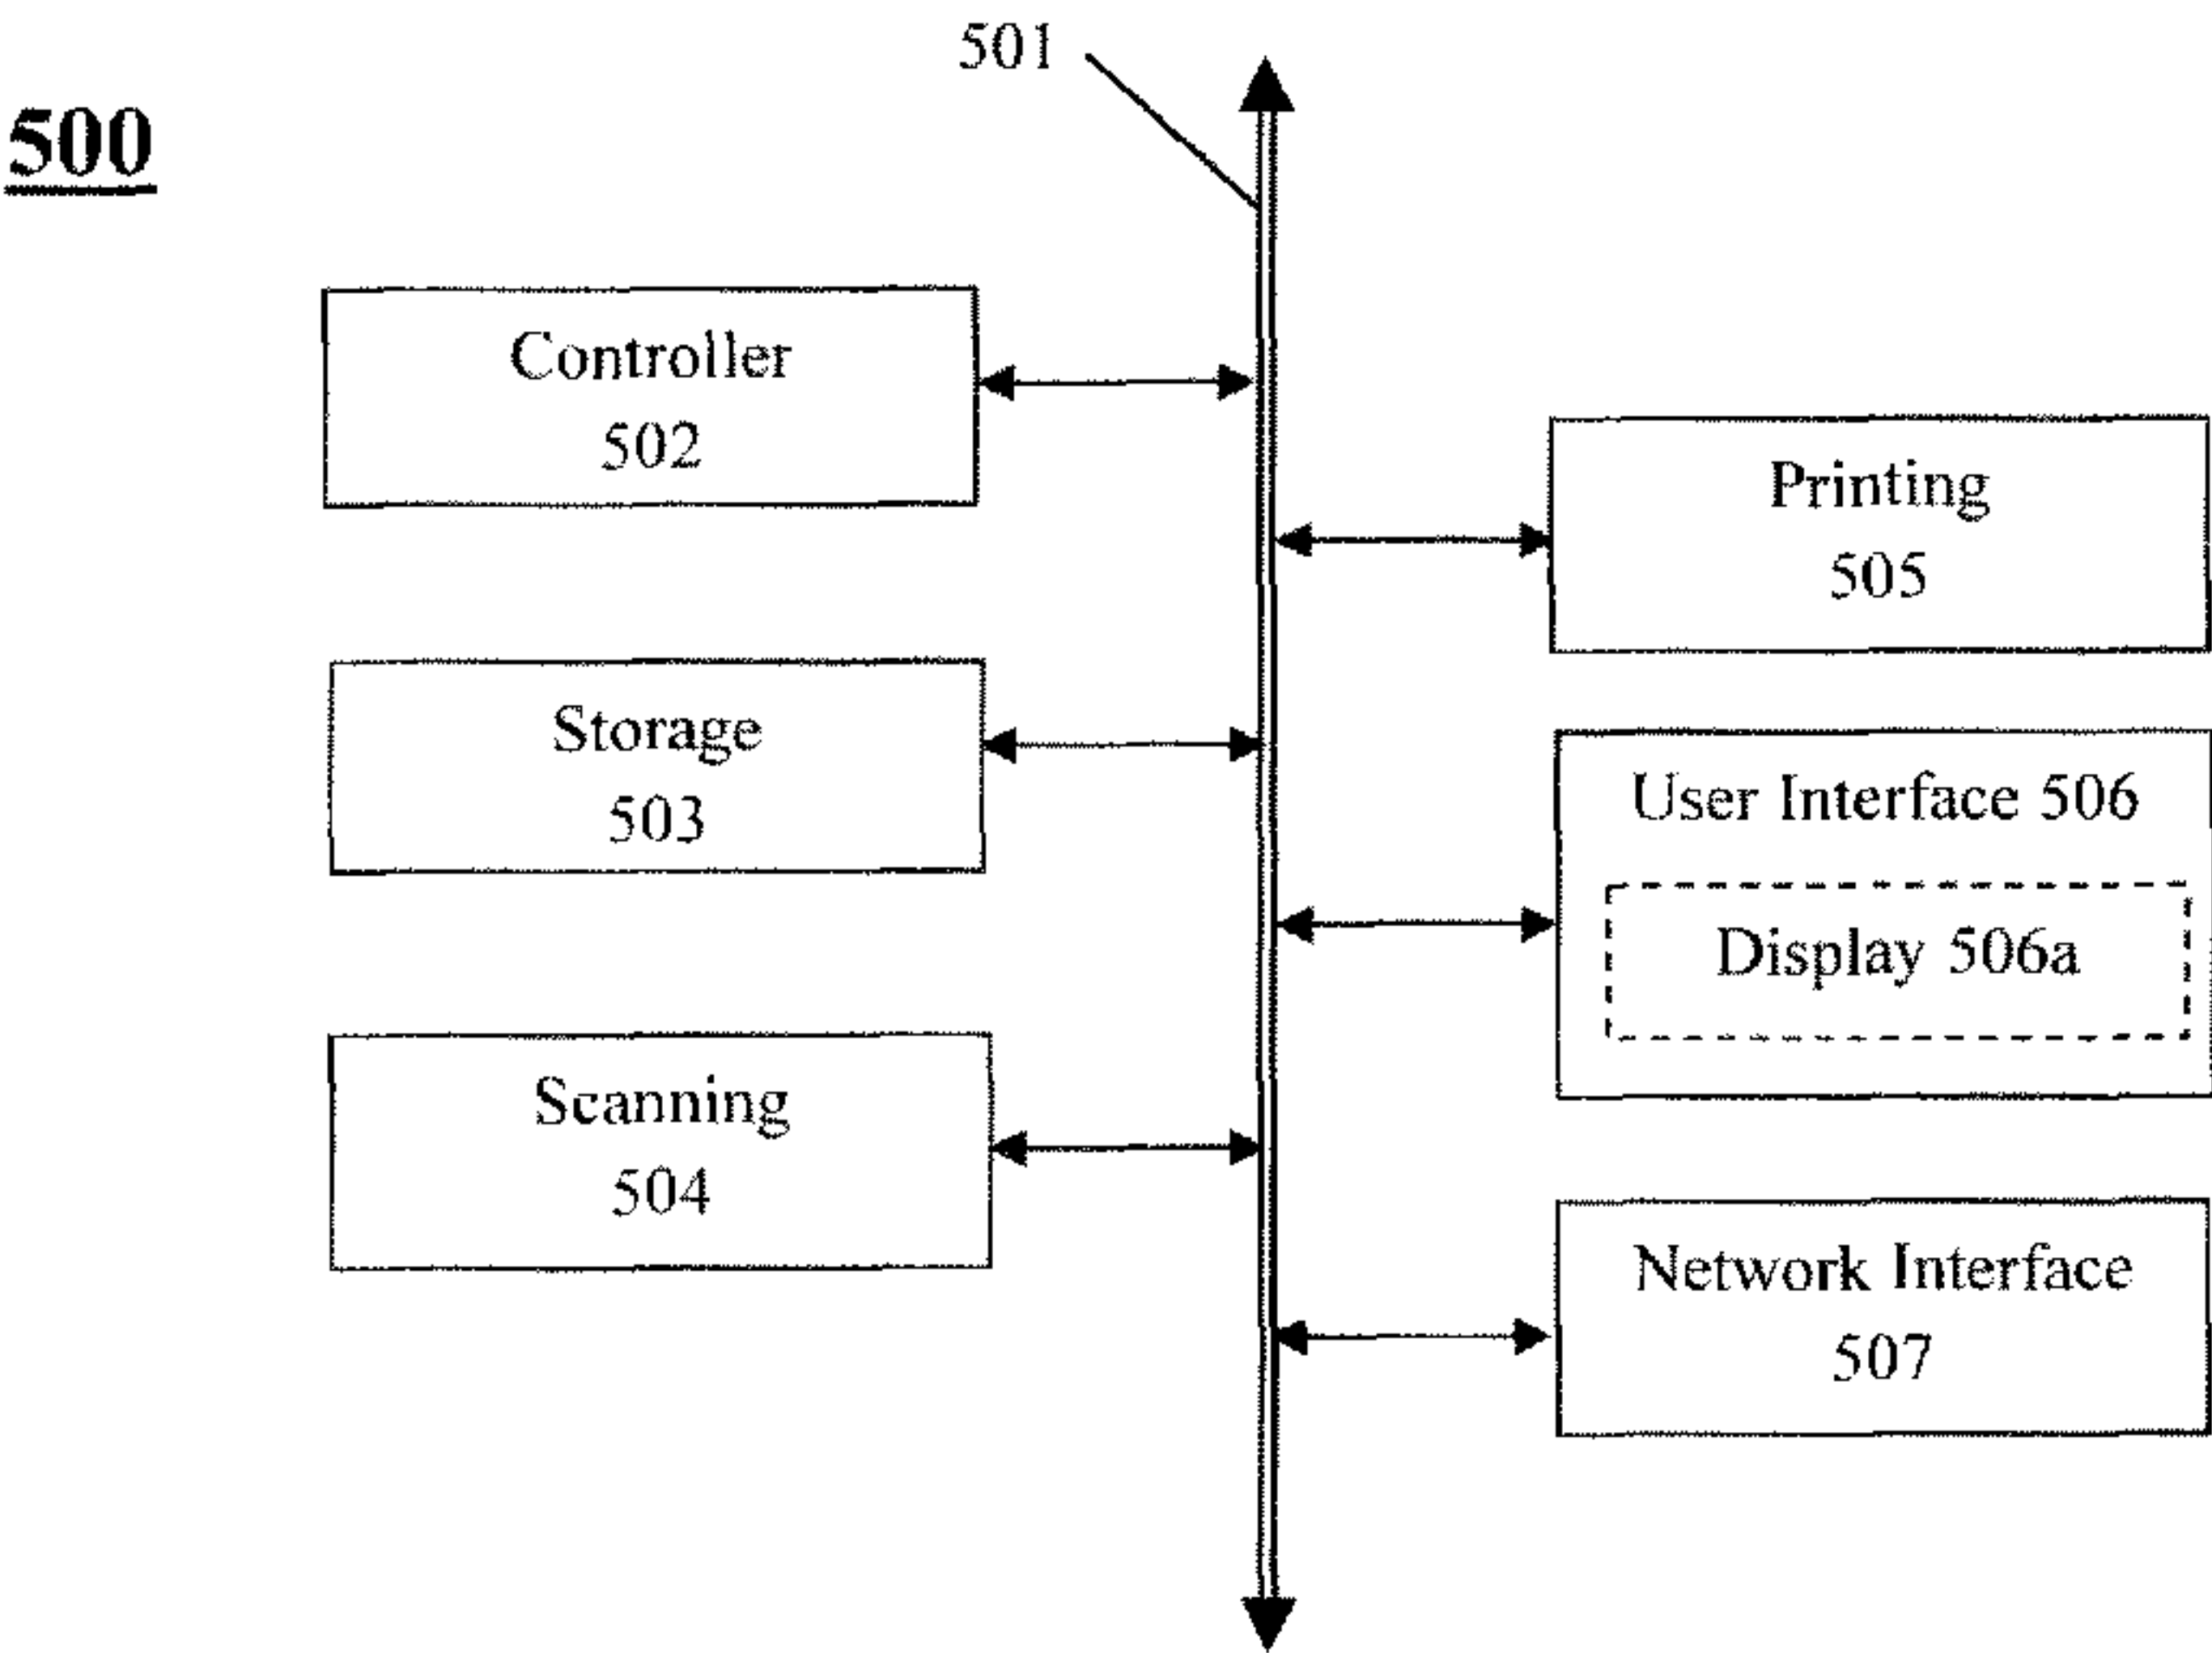 501
500
Controller
502
Printing
505
Storage
503
User Interface 506
Display 506a
Scanning
504
Network Interface
507